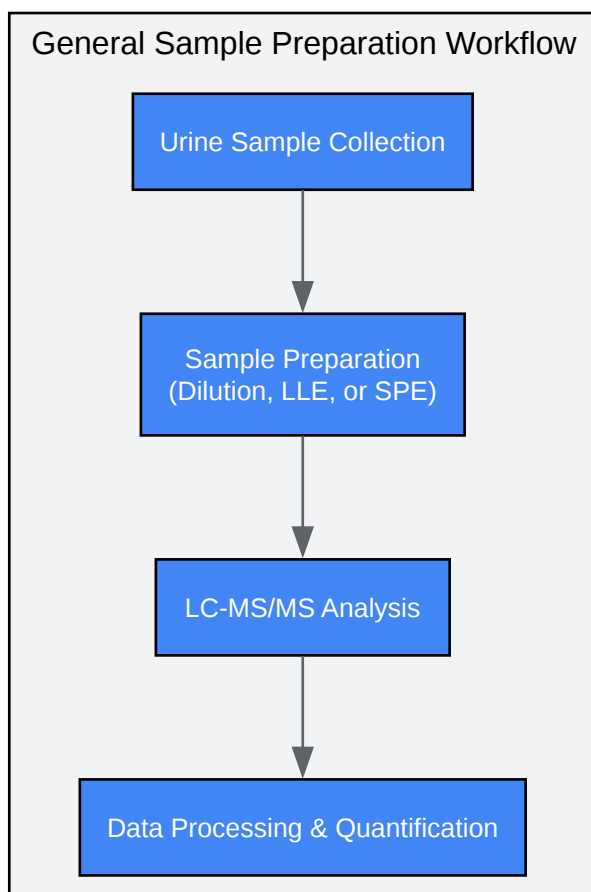 General Sample Preparation Workflow
Urine Sample Collection
Sample Preparation
(Dilution, LLE, or SPE)
LC-MS/MS Analysis
Data Processing & Quantification